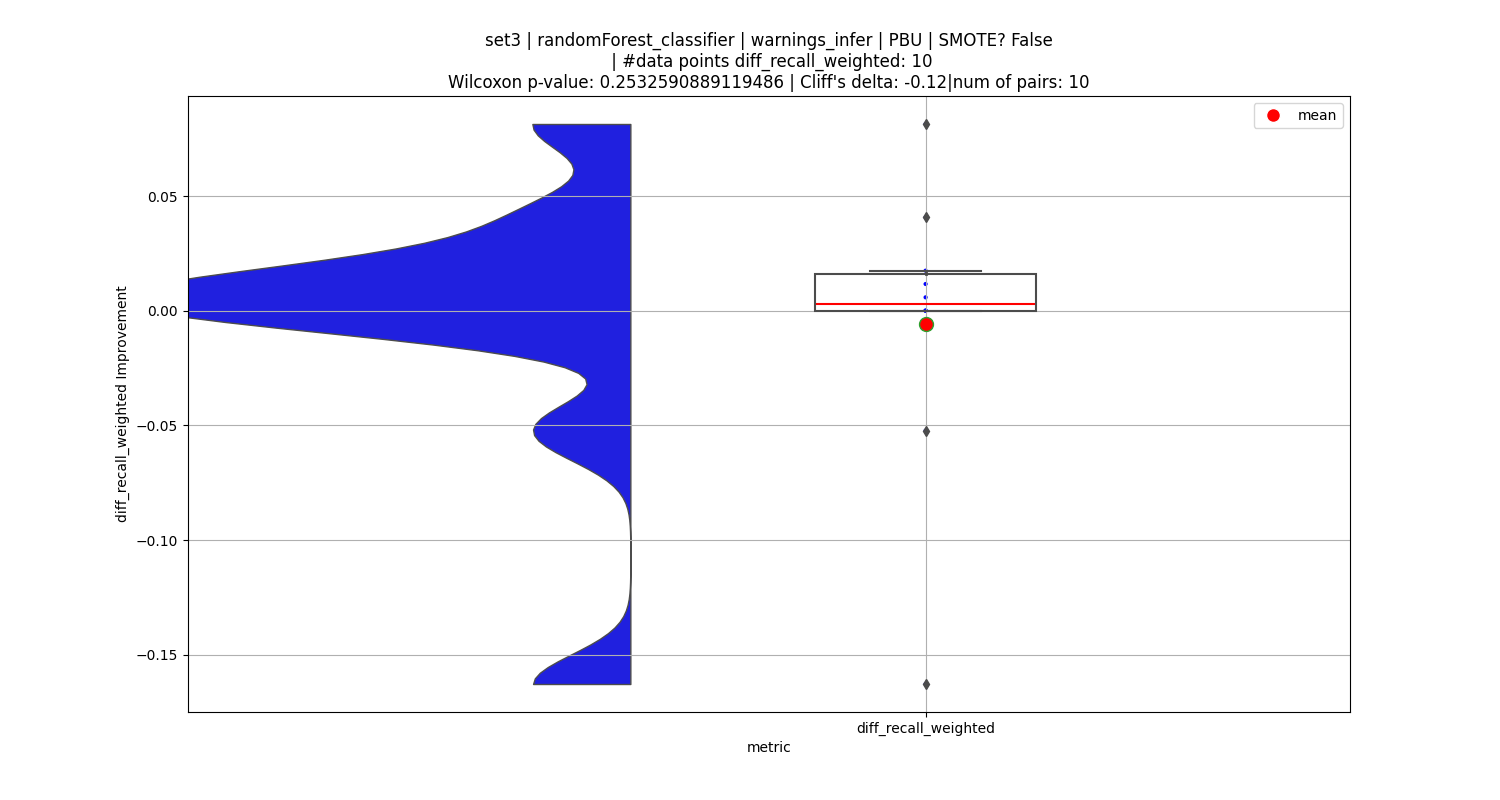 set3 | randomForest_classifier | warnings_infer | PBU | SMOTE? False
| #data points diff_recall_weighted: 10
Wilcoxon p-value: 0.2532590889119486 | Cliff's delta: -0.12|num of pairs: 10
mean
0.05
0.00
−0.05
−0.10
−0.15
diff_recall_weighted Improvement
diff_recall_weighted
metric